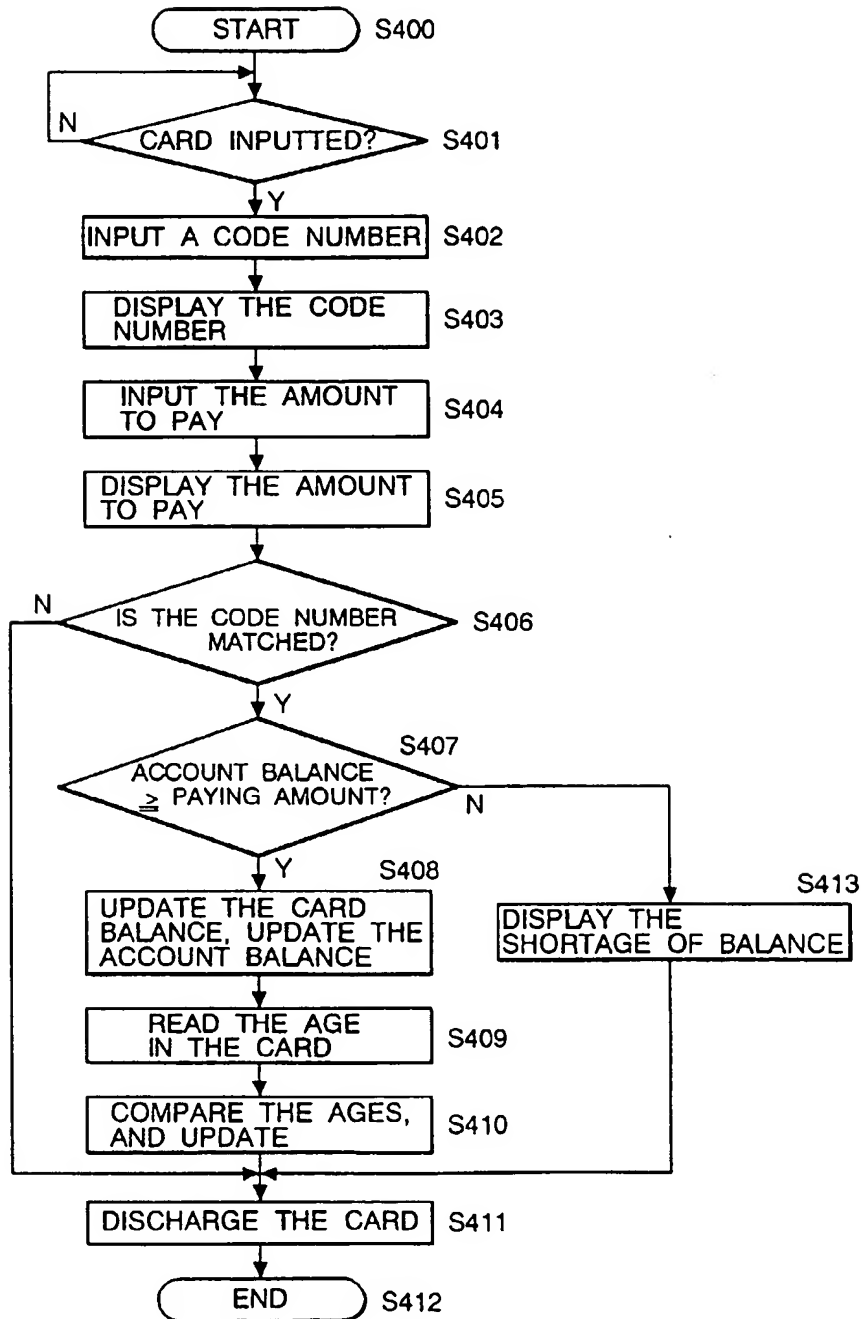 START S400
N
CARD INPUTTED? S401
Y
INPUT A CODE NUMBER S402
DISPLAY THE CODE
NUMBER
S403
INPUT THE AMOUNT
TO PAY
S404
DISPLAY THE AMOUNT
TO PAY
S405
N
IS THE CODE NUMBER
MATCHED?
S406
Y
S407
ACCOUNT BALANCE
≧ PAYING AMOUNT?
N
Y
S408
UPDATE THE CARD
BALANCE, UPDATE THE
ACCOUNT BALANCE
S413
DISPLAY THE
SHORTAGE OF BALANCE
READ THE AGE
IN THE CARD
S409
COMPARE THE AGES,
AND UPDATE
S410
DISCHARGE THE CARD S411
END S412